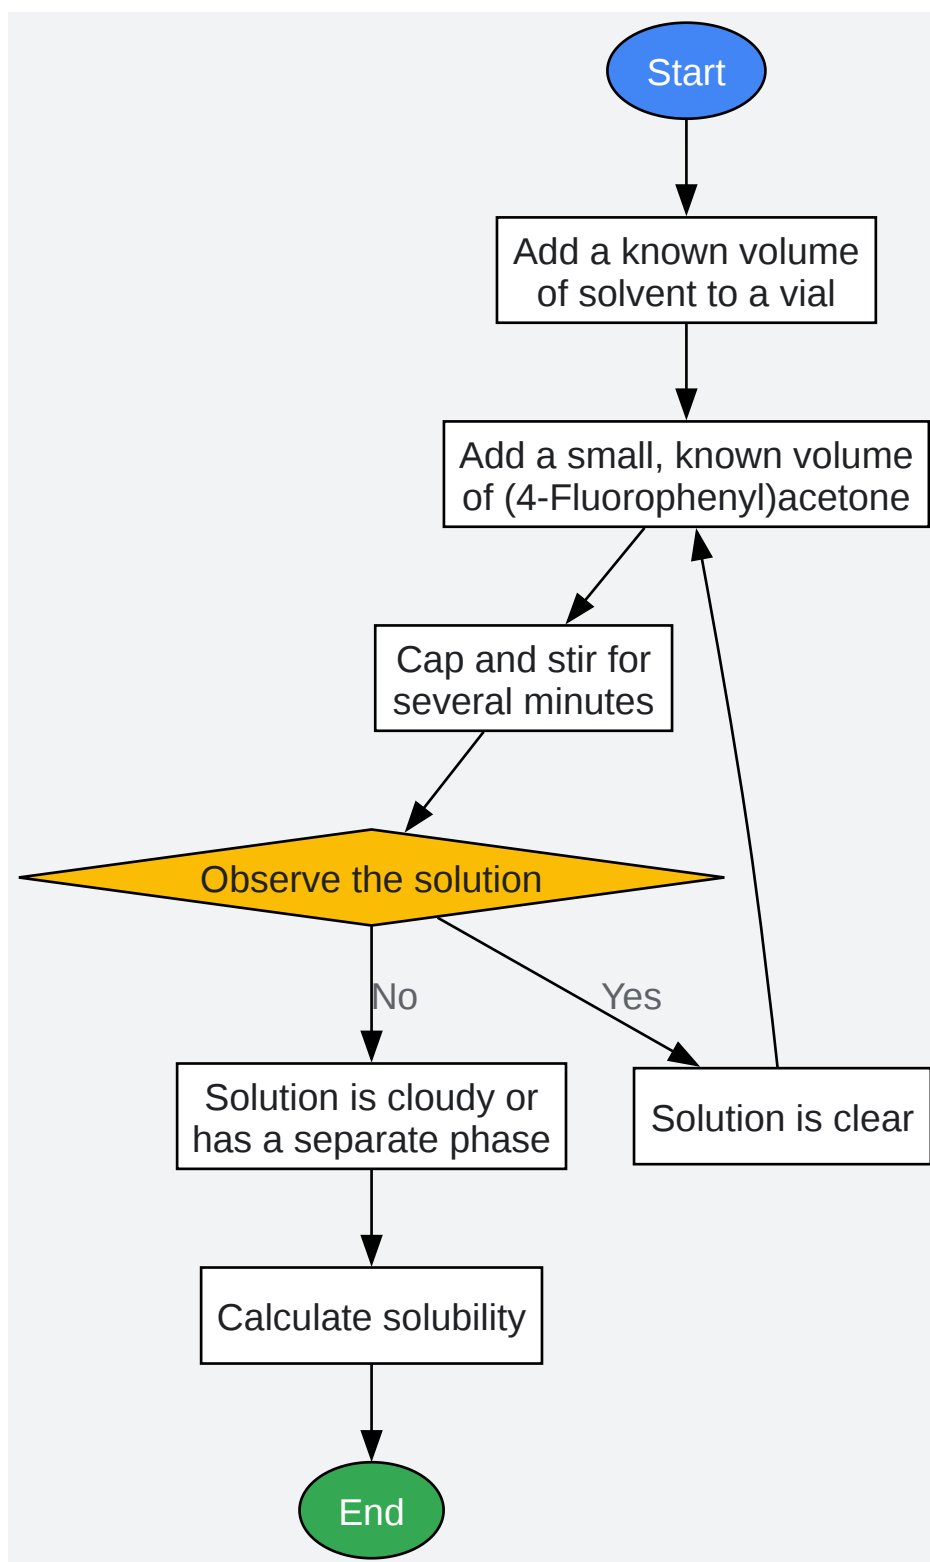 Start
Add a known volume
of solvent to a vial
Add a small, known volume
of (4-Fluorophenyl)acetone
Cap and stir for
several minutes
Observe the solution
No
Yes
Solution is cloudy or
has a separate phase
Solution is clear
Calculate solubility
End